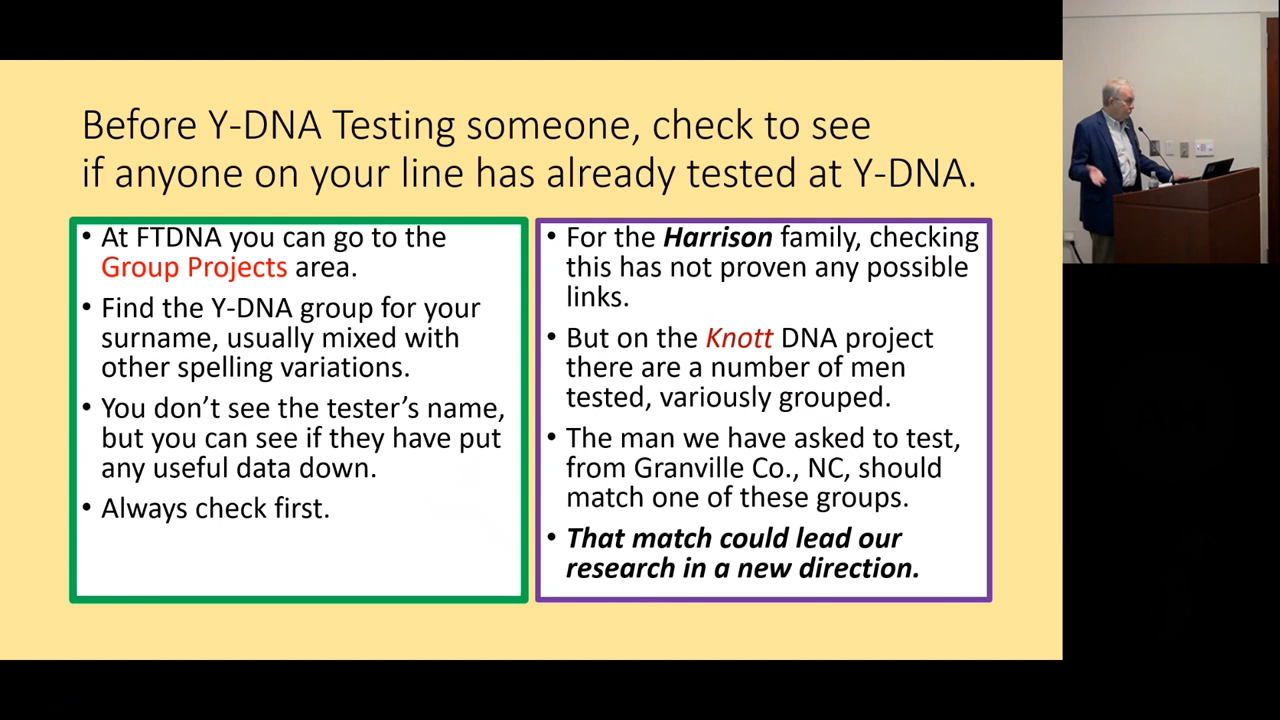 Before Y-DNA Testing someone, check to see
if anyone on your line has already tested at Y-DNA.
• At FTDNA you can go to the
Group Projects area.
• Find the Y-DNA group for your
surname, usually mixed with
other spelling variations.
• You don’t see the tester’s name,
but you can see if they have put
any useful data down.
• Always check first.
• For the Harrison family, checking
this has not proven any possible
links.
• But on the Knott DNA project
there are a number of men
tested, variously grouped.
• The man we have asked to test,
from Granville Co., NC, should
match one of these groups.
• That match could lead our
research in a new direction.